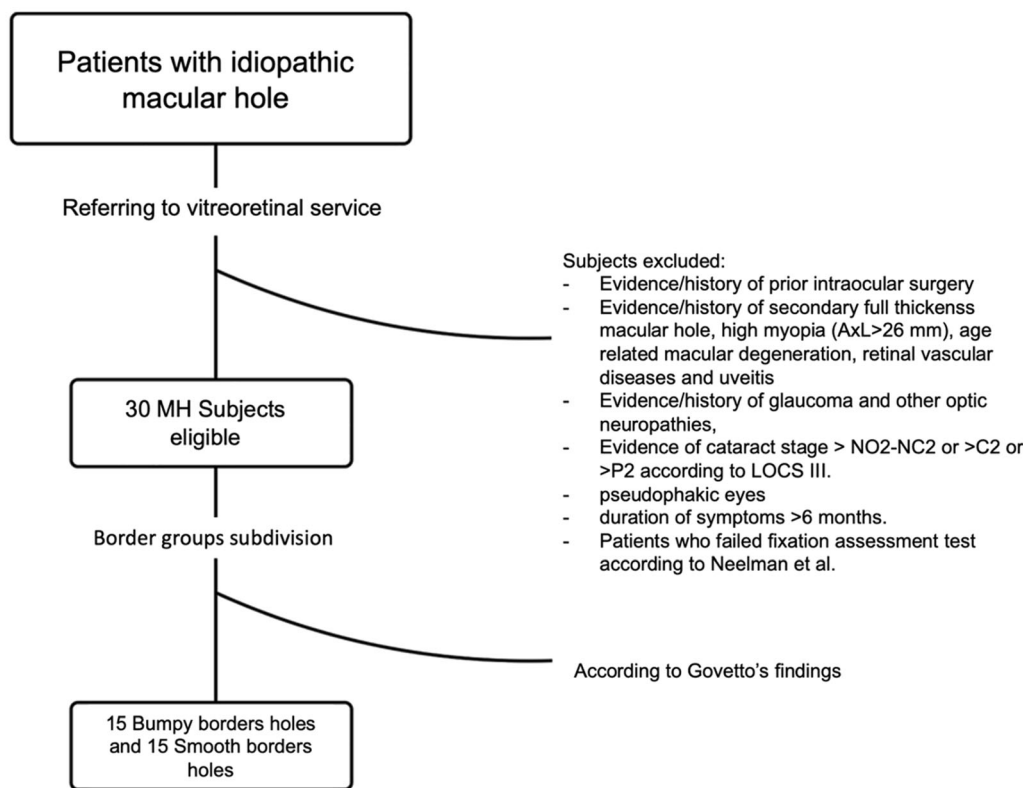 Patients with idiopathic
macular hole
Referring to vitreoretinal service
Subjects excluded:
- Evidence/history of prior intraocular surgery
- Evidence/history of secondary full thickenss
macular hole, high myopia (AxL>26 mm), age
related macular degeneration, retinal vascular
diseases and uveitis
- Evidence/history of glaucoma and other optic
neuropathies,
- Evidence of cataract stage > NO2-NC2 or >C2 or
>P2 according to LOCS III.
- pseudophakic eyes
- duration of symptoms >6 months.
- Patients who failed fixation assessment test
according to Neelman et al.
30 MH Subjects
eligible
Border groups subdivision
According to Govetto's findings
15 Bumpy borders holes
and 15 Smooth borders
holes